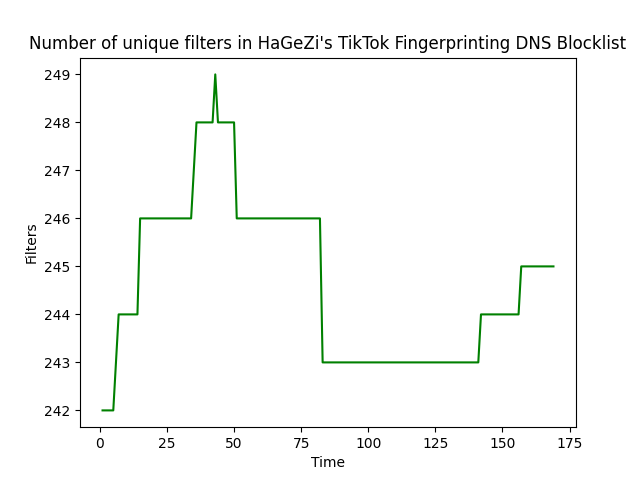 Number of unique filters in HaGeZi's TikTok Fingerprinting DNS Blocklist
249
248
247
246
245
244
243
242
Filters
0 25 50 75 100 125 150 175
Time